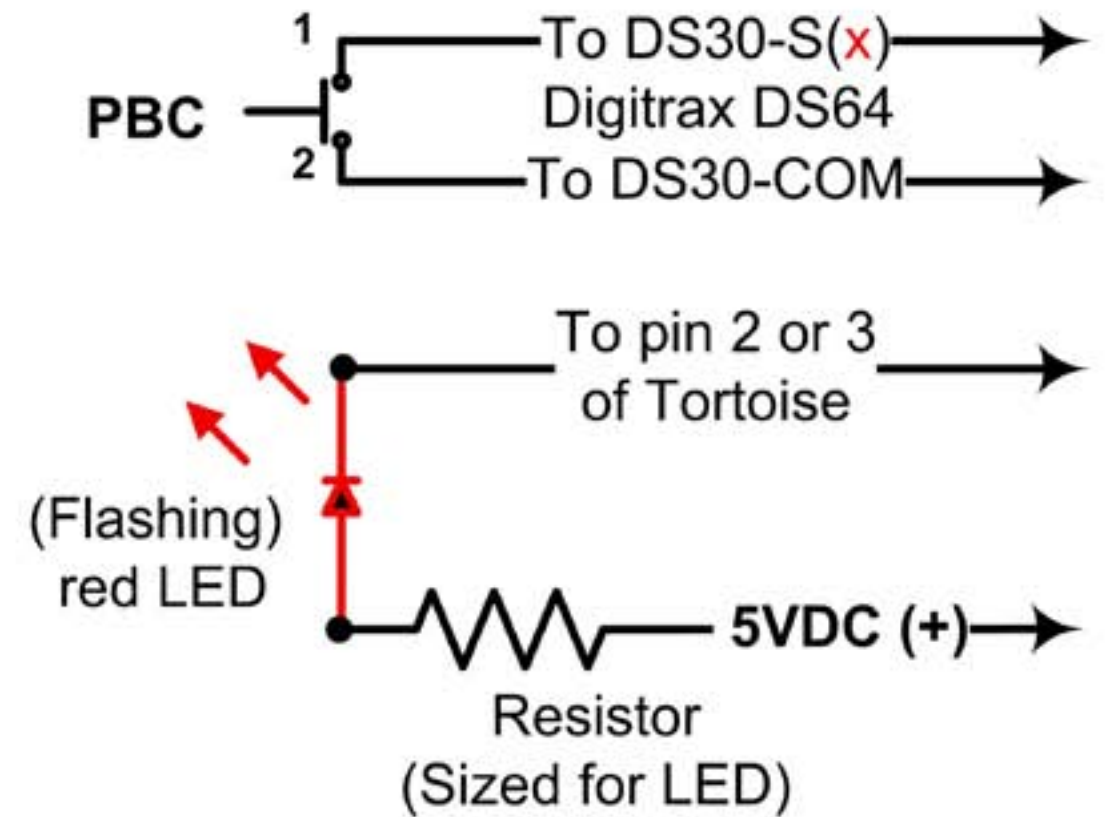 1
To DS30-S(x)
PBC
Digitrax DS64
2
To DS30-COM
To pin 2 or 3
of Tortoise
(Flashing)
red LED
5VDC (+)
Resistor
(Sized for LED)